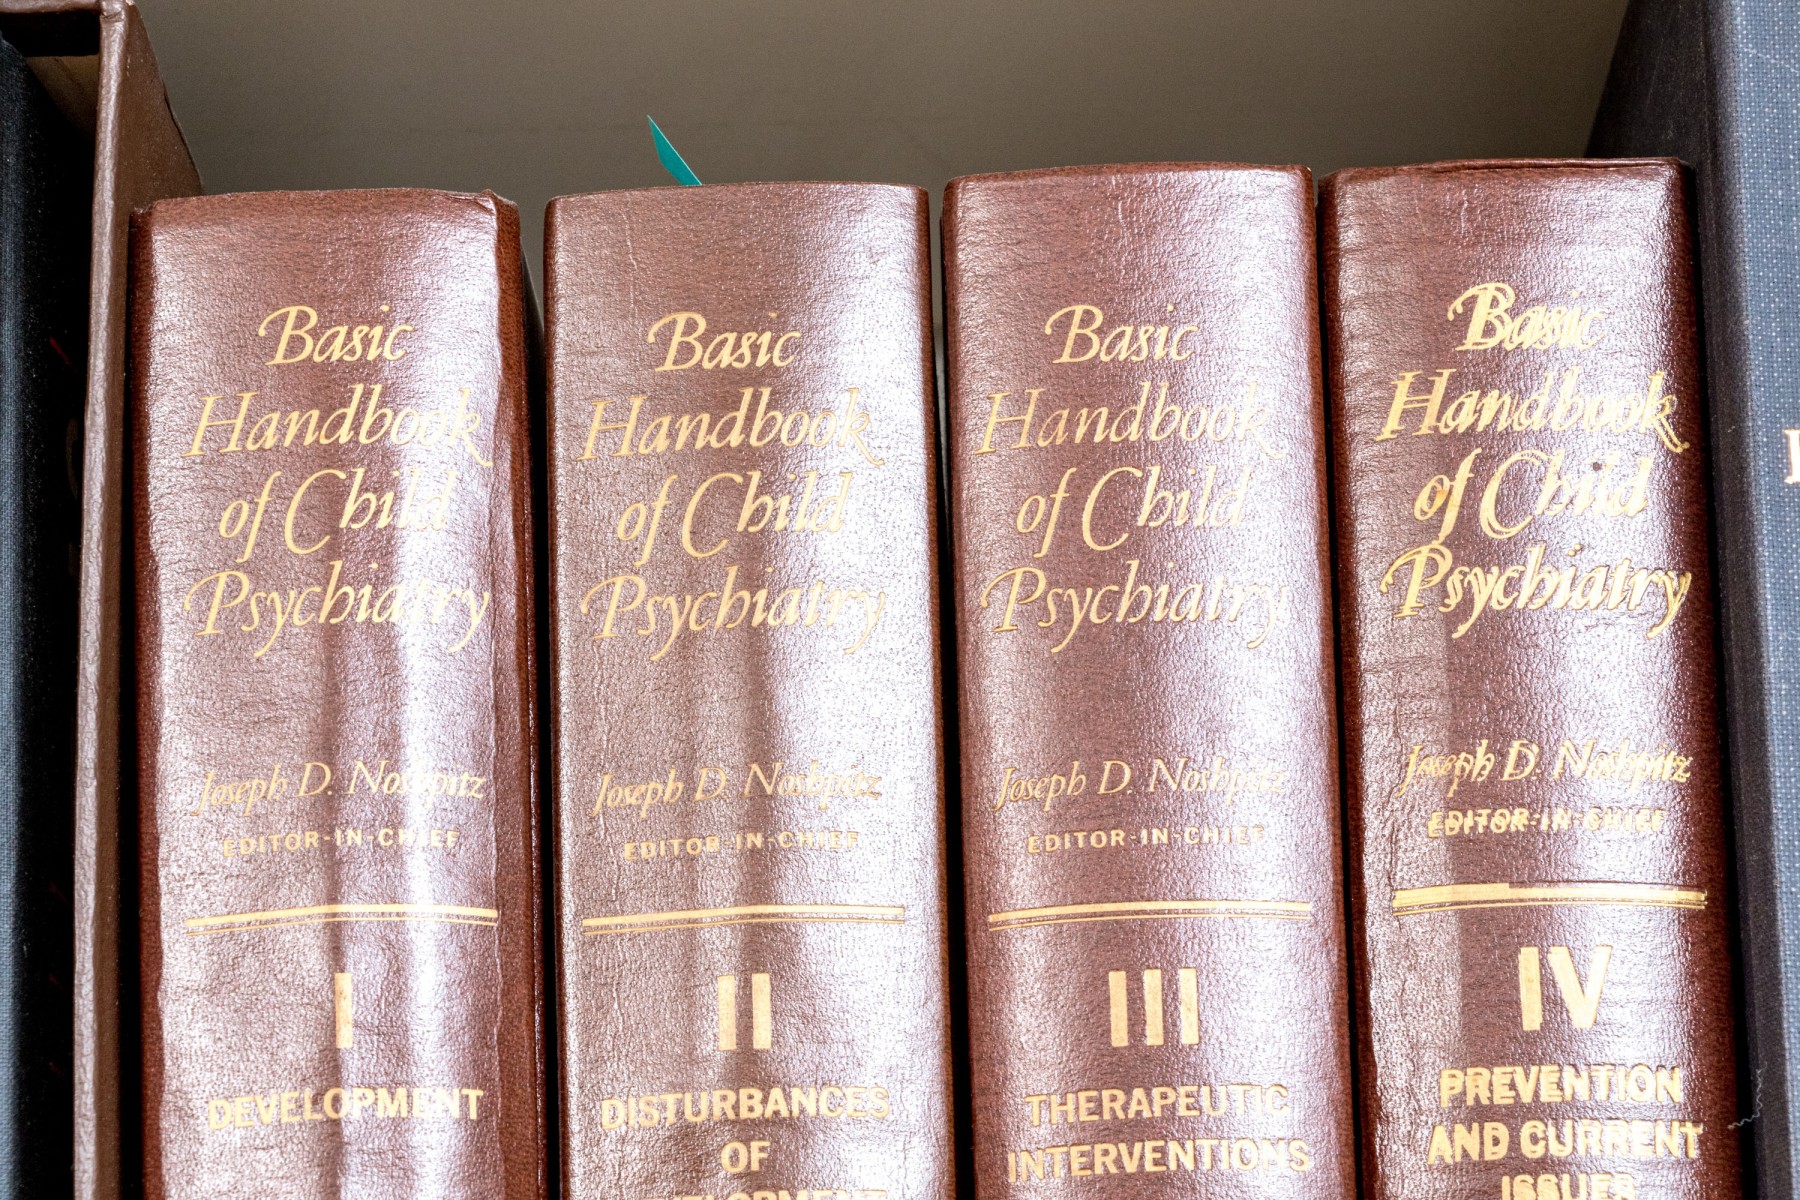 Basic
Handbook
of Child
Psychiatry
Joseph D. Noshpitz
EDITOR-IN-CHIEF
I
DEVELOPMENT
Basic
Handbook
of Child
Psychiatry
Joseph D. Noshpitz
EDITOR-IN-CHIEF
II
DISTURBANCES
OF
DEVELOPMENT
Basic
Handbook
of Child
Psychiatry
Joseph D. Noshpitz
EDITOR-IN-CHIEF
III
THERAPEUTIC
INTERVENTIONS
Basic
Handbook
of Child
Psychiatry
Joseph D. Noshpitz
EDITOR-IN-CHIEF
IV
PREVENTION
AND CURRENT
ISSUES